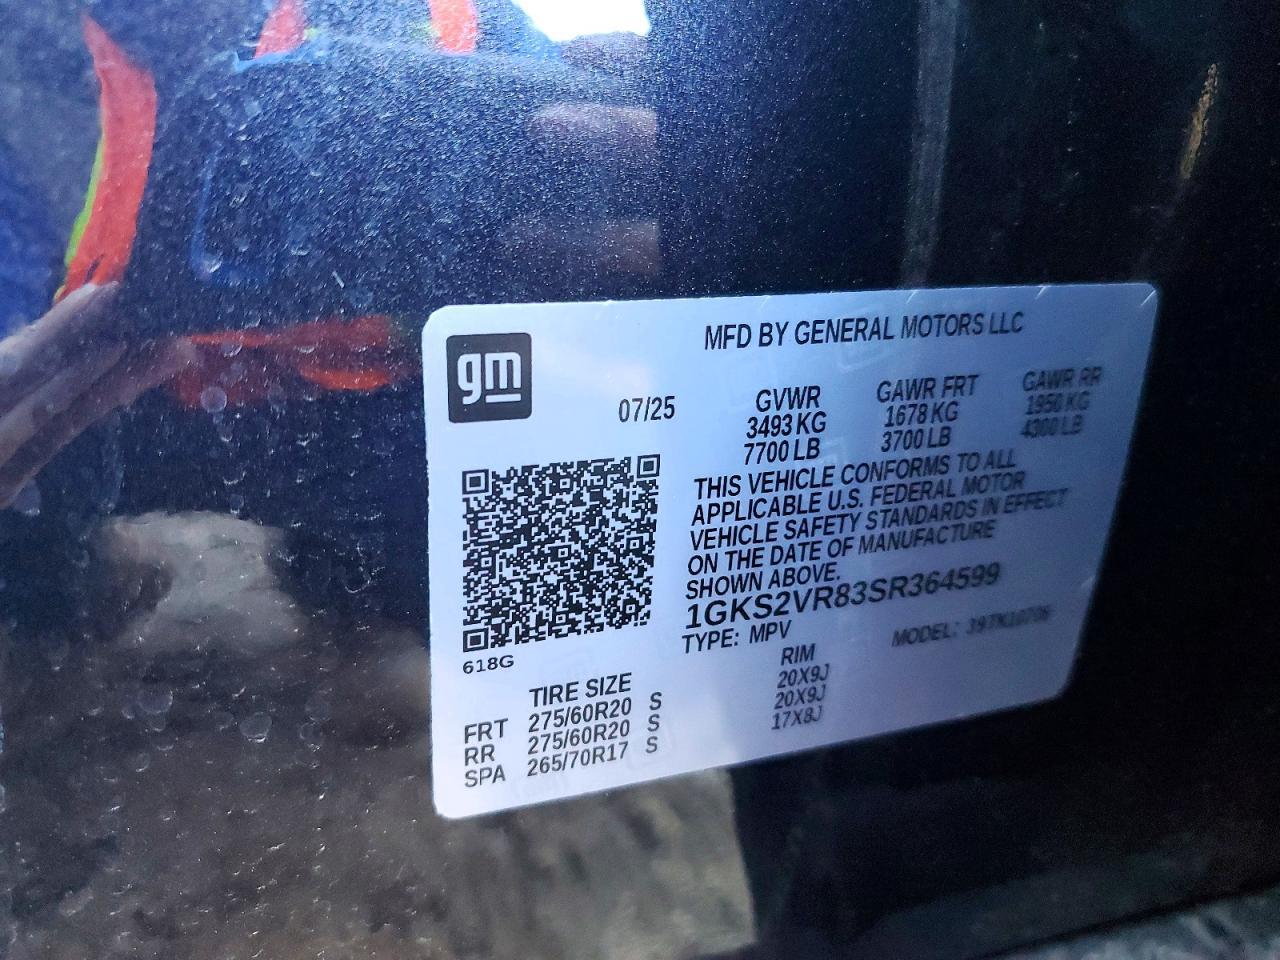 gm
MFD BY GENERAL MOTORS LLC
07/25
GVWR GAWR FRT GAWR RR
3493 KG 1678 KG 1950 KG
7700 LB 3700 LB 4300 LB
THIS VEHICLE CONFORMS TO ALL
APPLICABLE U.S. FEDERAL MOTOR
VEHICLE SAFETY STANDARDS IN EFFECT
ON THE DATE OF MANUFACTURE
SHOWN ABOVE.
1GKS2VR83SR364599
TYPE: MPV MODEL:
618G
TIRE SIZE RIM
FRT 275/60R20 S 20X9J
RR 275/60R20 S 20X9J
SPA 265/70R17 S 17X8J